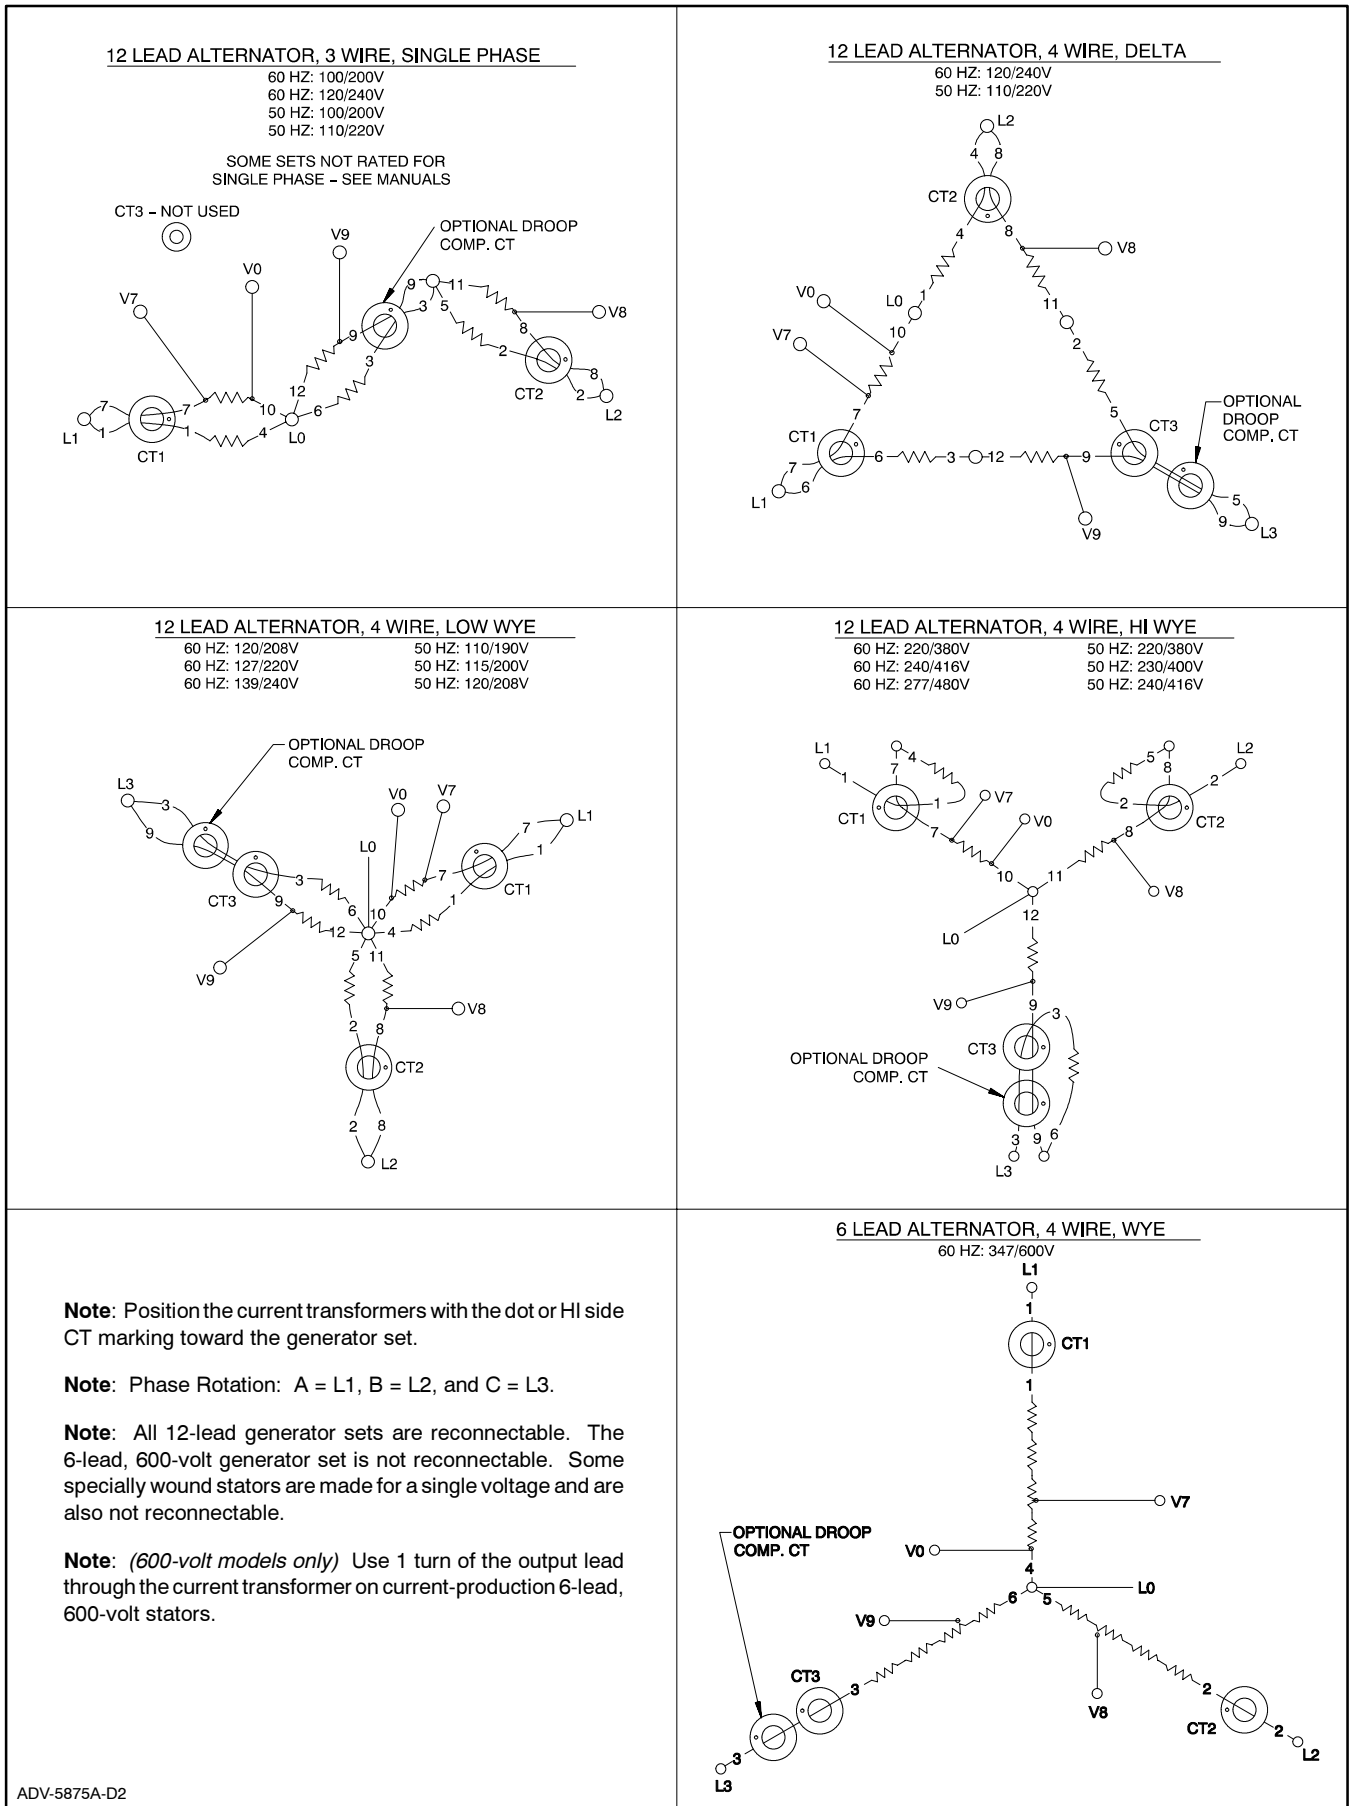 12 LEAD ALTERNATOR, 3 WIRE, SINGLE PHASE
60 HZ: 100/200V
60 HZ: 120/240V
50 HZ: 100/200V
50 HZ: 110/220V
SOME SETS NOT RATED FOR
SINGLE PHASE – SEE MANUALS
CT3 – NOT USED
OPTIONAL DROOP
COMP. CT
V9
V0
V7
9
11
3
5
V8
9
8
3
2
12
CT2
8
2
7
7
10
6
L1
1
1
4
L0
L2
CT1
12 LEAD ALTERNATOR, 4 WIRE, DELTA
60 HZ: 120/240V
50 HZ: 110/220V
L2
4
8
CT2
4
8
V8
1
11
V0
L0
10
2
V7
7
5
OPTIONAL
DROOP
COMP. CT
CT1
CT3
6
3
12
9
7
6
L1
5
9
L3
V9
12 LEAD ALTERNATOR, 4 WIRE, LOW WYE
60 HZ: 120/208V
50 HZ: 110/190V
60 HZ: 127/220V
50 HZ: 115/200V
60 HZ: 139/240V
50 HZ: 120/208V
OPTIONAL DROOP
COMP. CT
L3
3
V0
V7
9
7
L1
L0
1
3
7
CT3
CT1
9
6
10
1
12
4
5
11
V9
V8
2
8
CT2
2
8
L2
12 LEAD ALTERNATOR, 4 WIRE, HI WYE
60 HZ: 220/380V
50 HZ: 220/380V
60 HZ: 240/416V
50 HZ: 230/400V
60 HZ: 277/480V
50 HZ: 240/416V
L1
4
5
L2
7
8
1
2
1
2
CT1
V7
CT2
7
V0
8
10
11
V8
12
L0
V9
9
3
CT3
OPTIONAL DROOP
COMP. CT
3
9
6
L3
Note: Position the current transformers with the dot or HI side
CT marking toward the generator set.
Note: Phase Rotation: A = L1, B = L2, and C = L3.
Note: All 12-lead generator sets are reconnectable. The
6-lead, 600-volt generator set is not reconnectable. Some
specially wound stators are made for a single voltage and are
also not reconnectable.
Note: (600-volt models only) Use 1 turn of the output lead
through the current transformer on current-production 6-lead,
600-volt stators.
ADV-5875A-D2
6 LEAD ALTERNATOR, 4 WIRE, WYE
60 HZ: 347/600V
L1
1
CT1
1
V7
OPTIONAL DROOP
COMP. CT
V0
4
L0
6
5
V9
CT3
3
2
V8
CT2
2
3
L2
L3